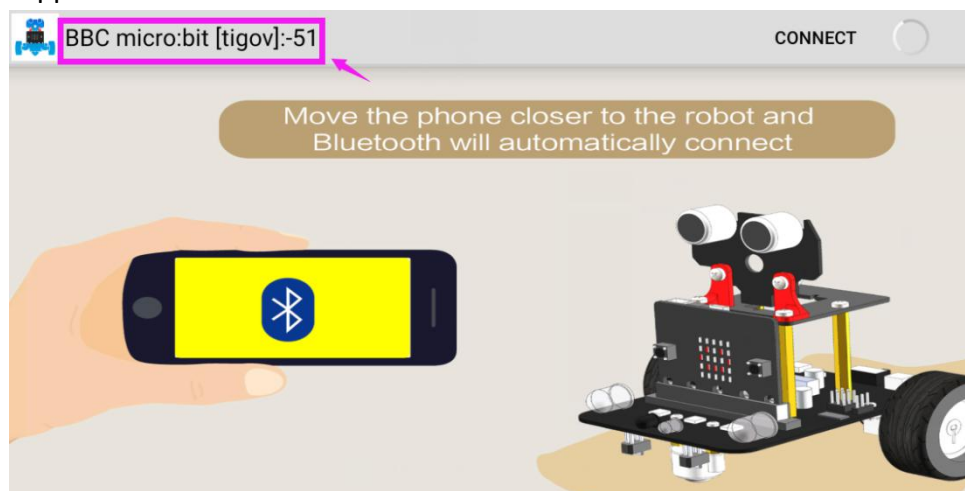 BBC micro:bit [tigov]:-51
CONNECT
Move the phone closer to the robot and
Bluetooth will automatically connect